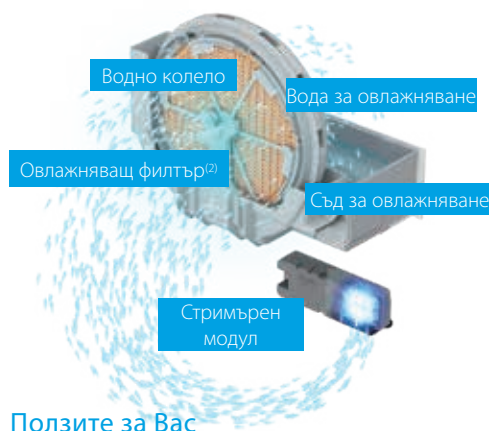 Водно колело
Вода за овлажняване
Овлажняващ филтър⁽²⁾
Съд за овлажняване
Стримърен
модул
Ползите за Вас